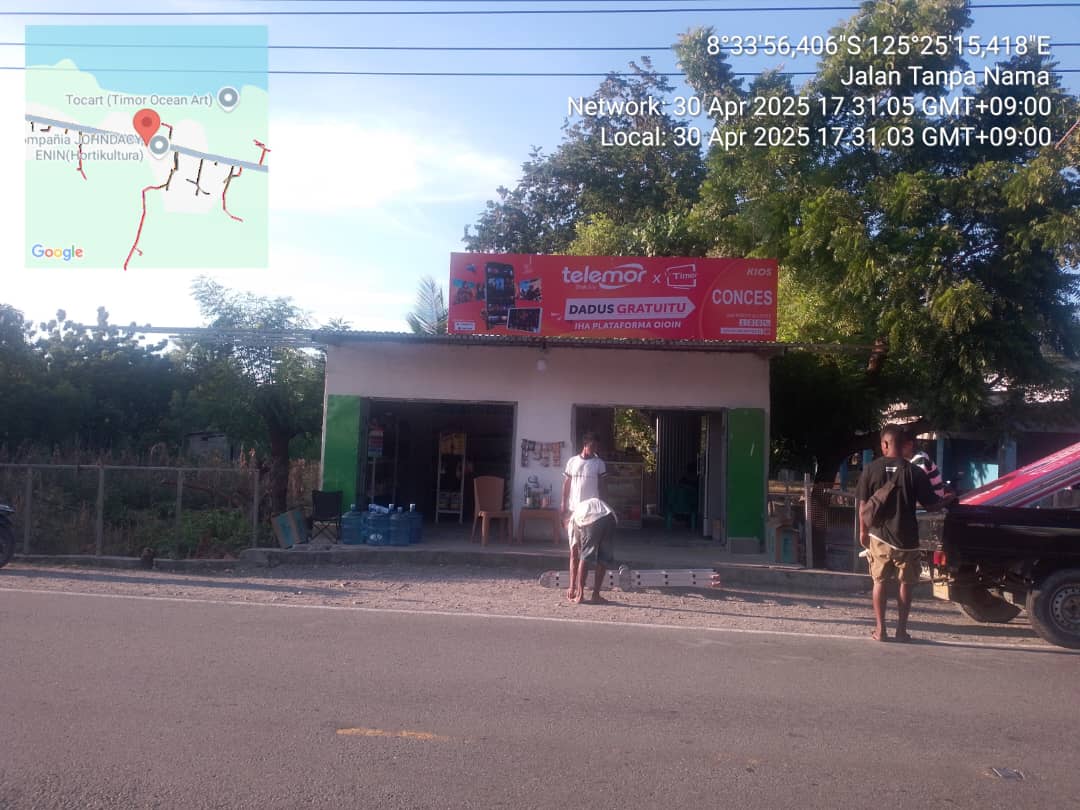 8°33'56,406"S 125°25'15,418"E
Jalan Tanpa Nama
Network: 30 Apr 2025 17.31.05 GMT+09:00
Local: 30 Apr 2025 17.31.03 GMT+09:00
Tocart (Timor Ocean Art)
ompañia JOHNDACY
ENIN(Hortikultura)
Google
telemor x Timor
KIOS
CONCES
DADUS GRATUITU
IHA PLATAFORMA OIOIN